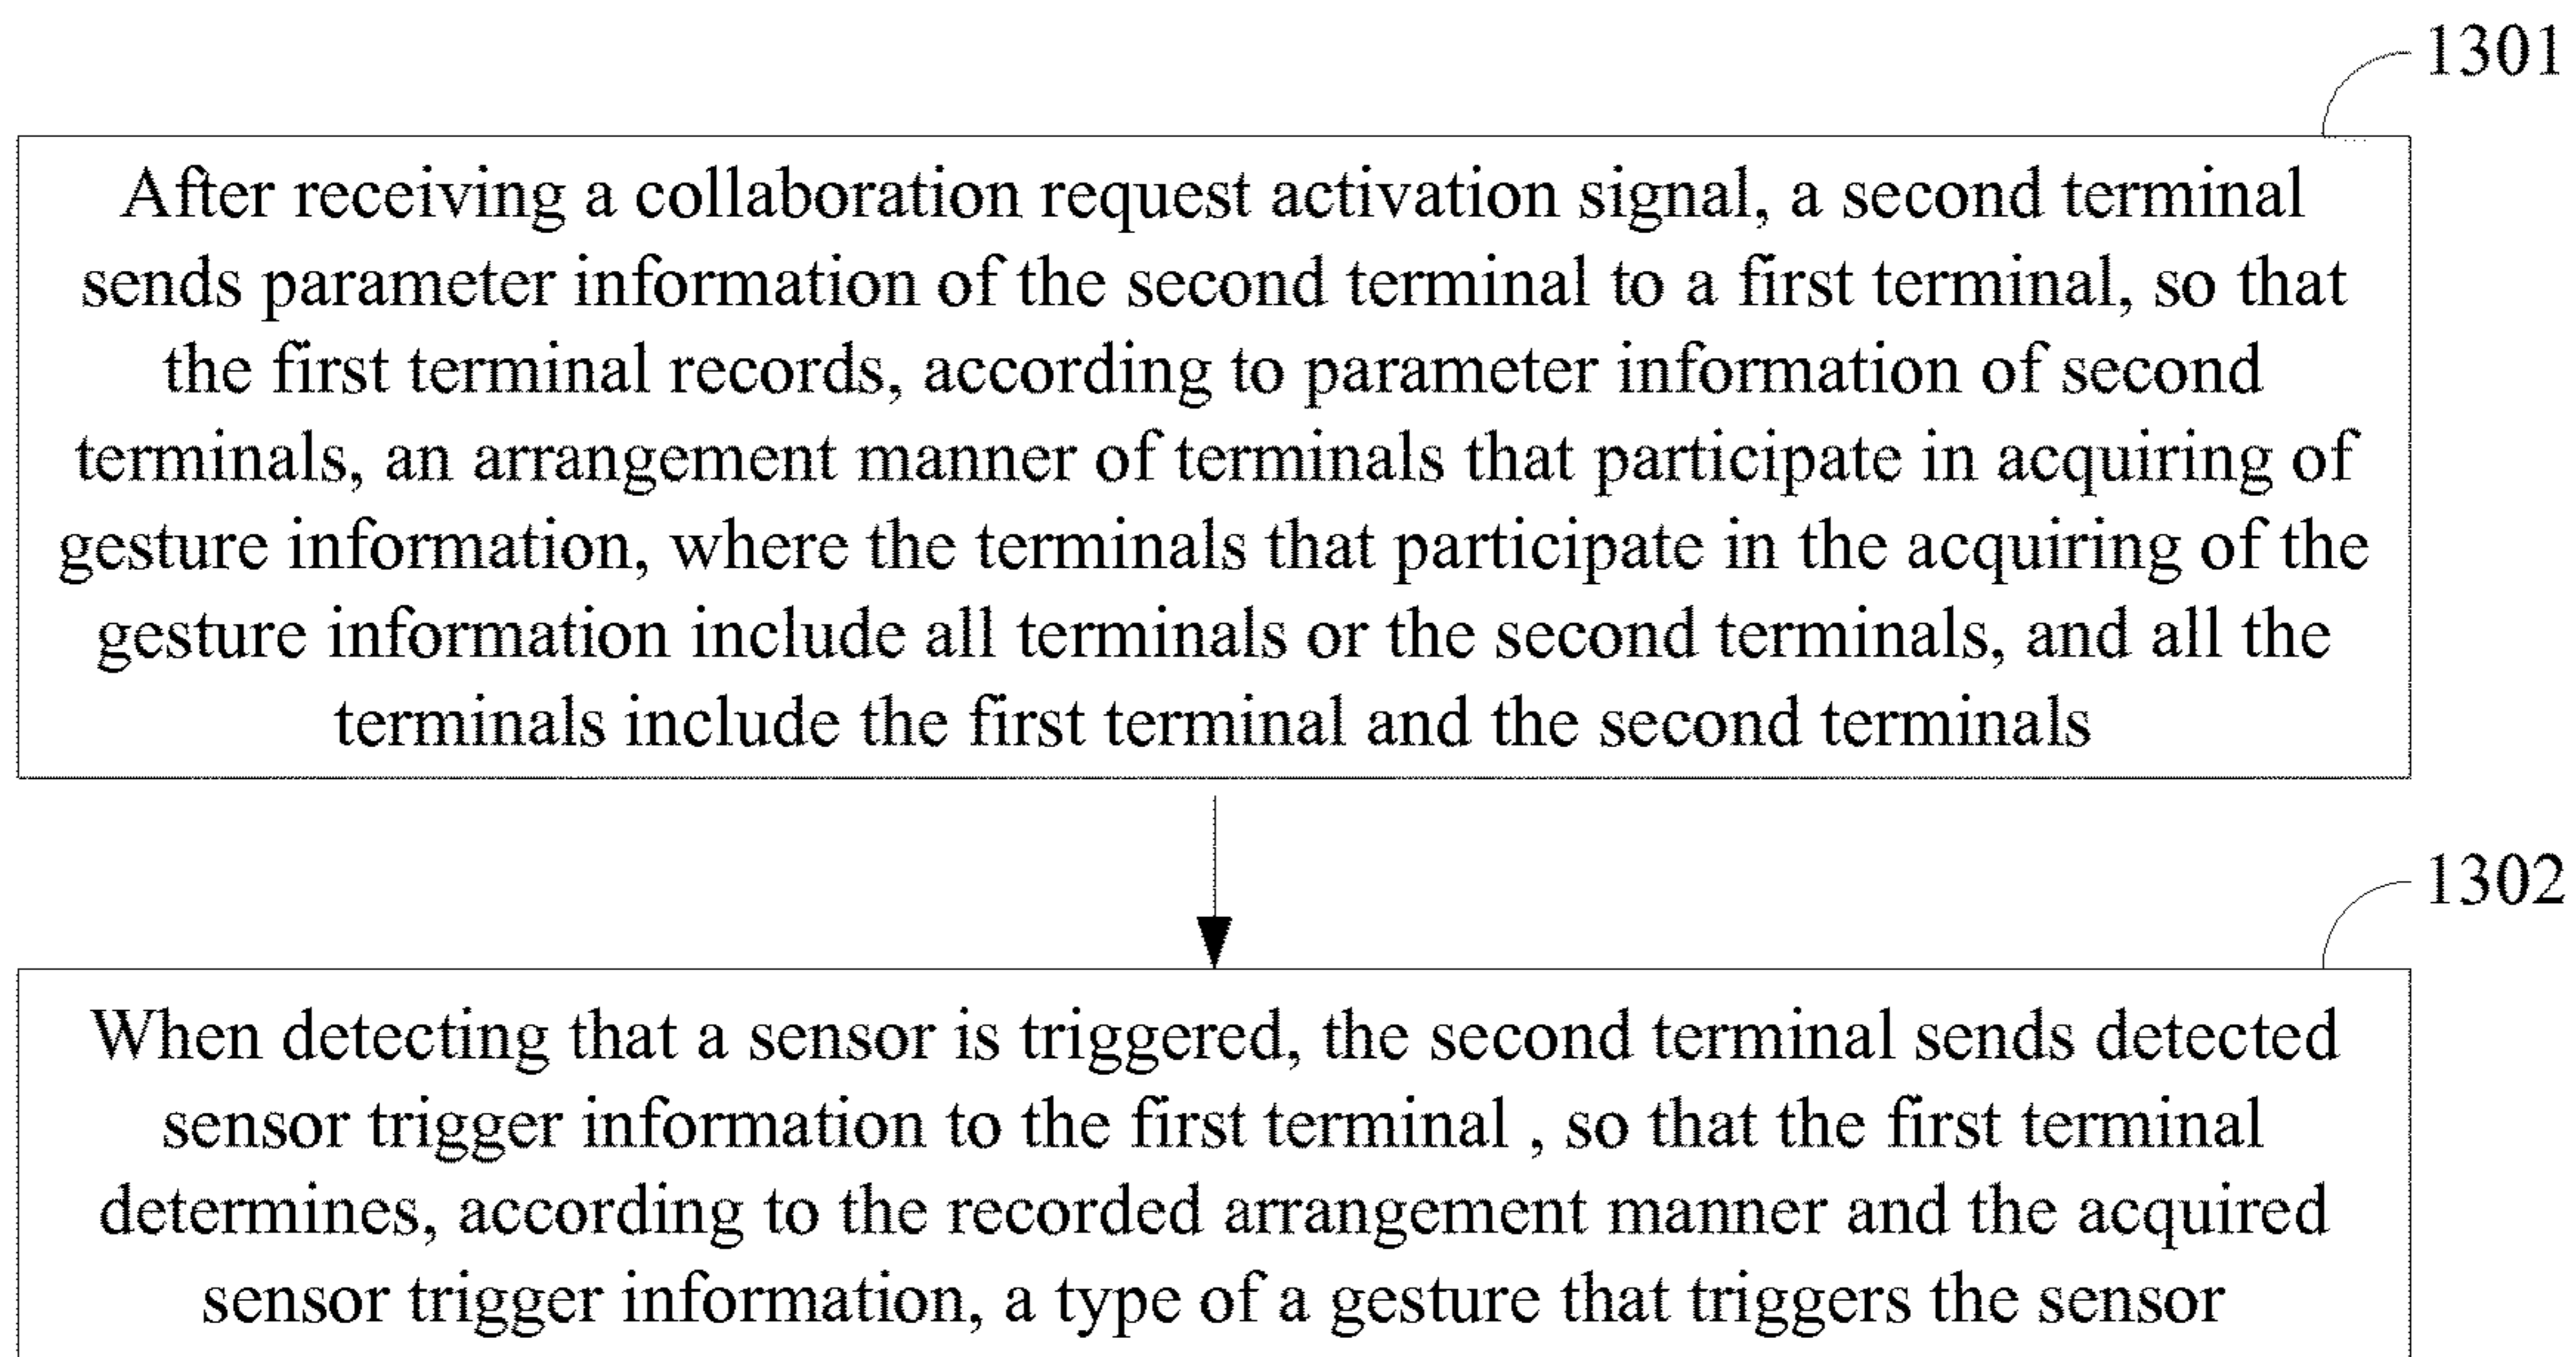 1301
After receiving a collaboration request activation signal, a second terminal
sends parameter information of the second terminal to a first terminal, so that
the first terminal records, according to parameter information of second
terminals, an arrangement manner of terminals that participate in acquiring of
gesture information, where the terminals that participate in the acquiring of the
gesture information include all terminals or the second terminals, and all the
terminals include the first terminal and the second terminals
1302
When detecting that a sensor is triggered, the second terminal sends detected
sensor trigger information to the first terminal , so that the first terminal
determines, according to the recorded arrangement manner and the acquired
sensor trigger information, a type of a gesture that triggers the sensor